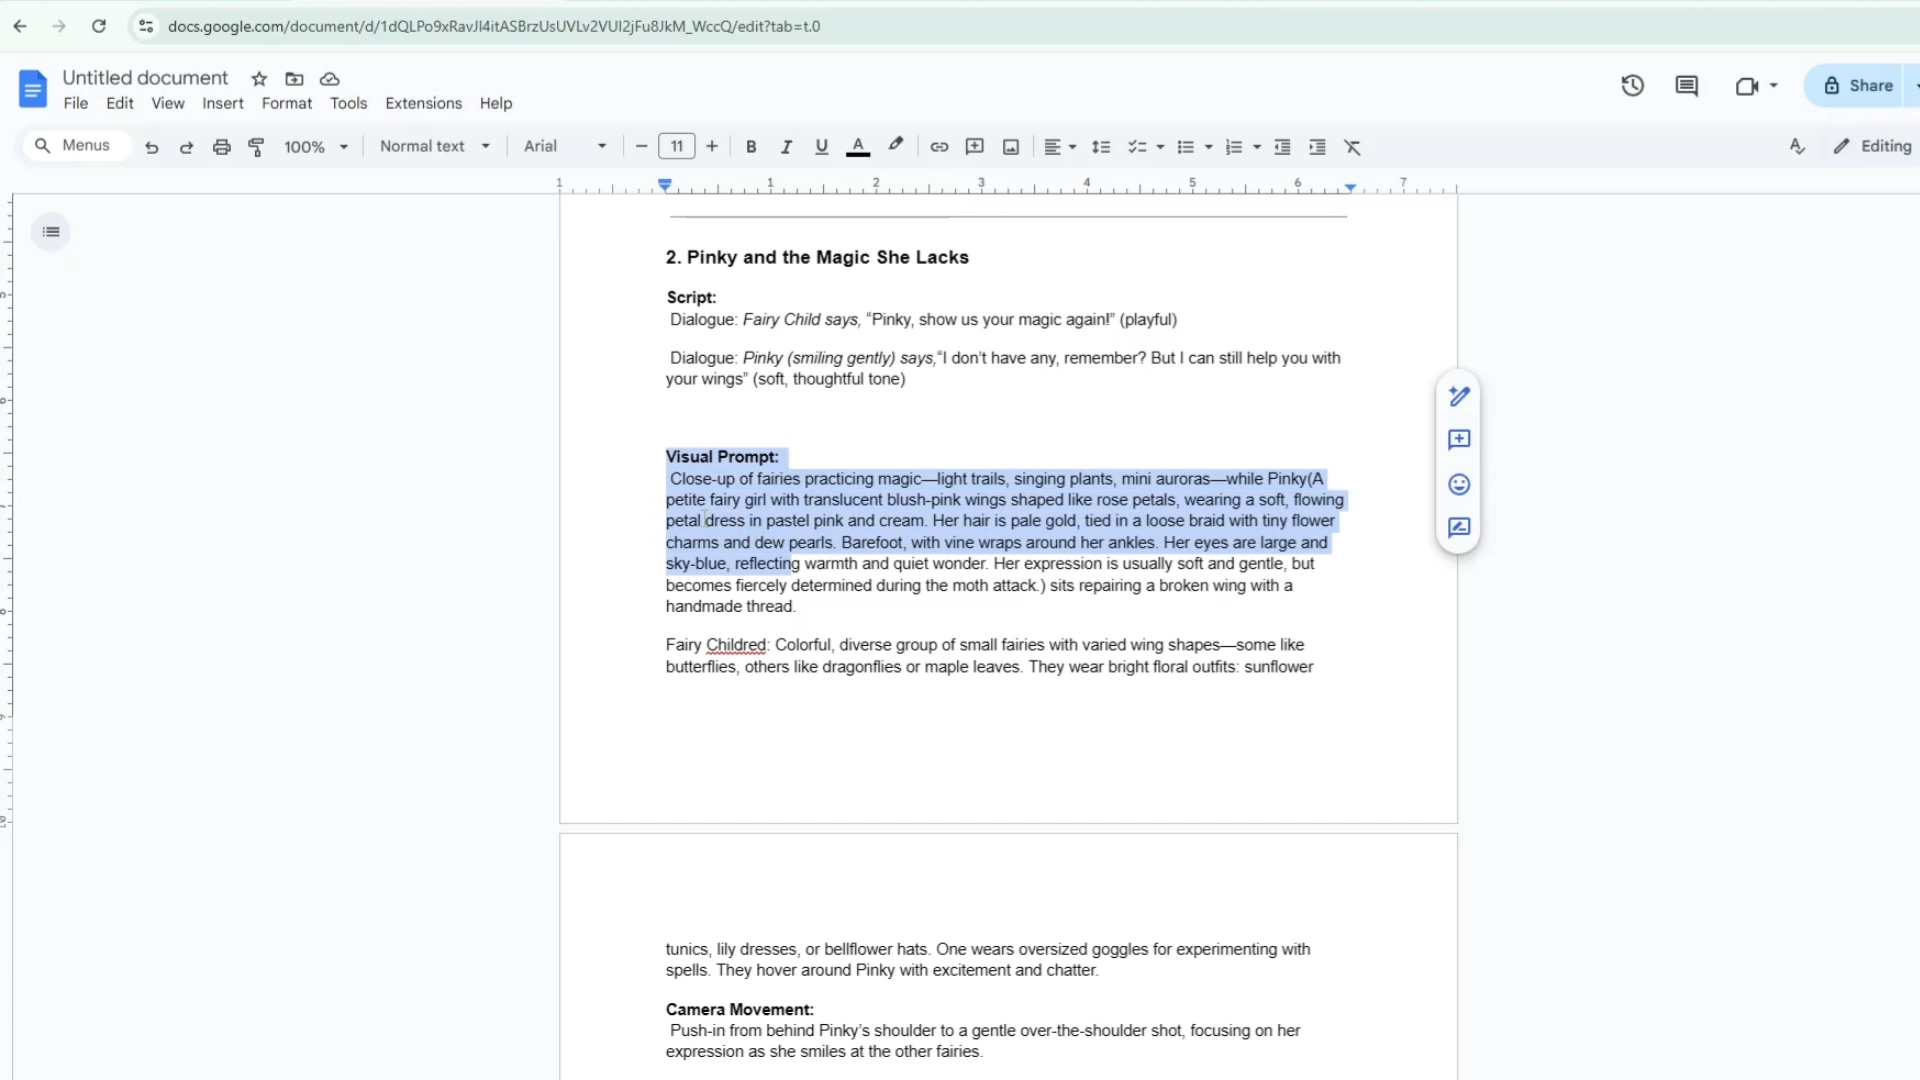 docs.google.com/document/d/1dQLPo9xRavJl4itASBrzUsUVLv2VUI2jFu8JkM_WccQ/edit?tab=t.0
Untitled document
File Edit View Insert Format Tools Extensions Help
Share
Menus 100% Normal text Arial 11 Editing
1 1 2 3 4 5 6 7
2. Pinky and the Magic She Lacks
Script:
Dialogue: Fairy Child says, “Pinky, show us your magic again!” (playful)
Dialogue: Pinky (smiling gently) says,“I don’t have any, remember? But I can still help you with
your wings” (soft, thoughtful tone)
Visual Prompt:
Close-up of fairies practicing magic—light trails, singing plants, mini auroras—while Pinky(A
petite fairy girl with translucent blush-pink wings shaped like rose petals, wearing a soft, flowing
petal dress in pastel pink and cream. Her hair is pale gold, tied in a loose braid with tiny flower
charms and dew pearls. Barefoot, with vine wraps around her ankles. Her eyes are large and
sky-blue, reflecting warmth and quiet wonder. Her expression is usually soft and gentle, but
becomes fiercely determined during the moth attack.) sits repairing a broken wing with a
handmade thread.
Fairy Childred: Colorful, diverse group of small fairies with varied wing shapes—some like
butterflies, others like dragonflies or maple leaves. They wear bright floral outfits: sunflower
tunics, lily dresses, or bellflower hats. One wears oversized goggles for experimenting with
spells. They hover around Pinky with excitement and chatter.
Camera Movement:
Push-in from behind Pinky’s shoulder to a gentle over-the-shoulder shot, focusing on her
expression as she smiles at the other fairies.